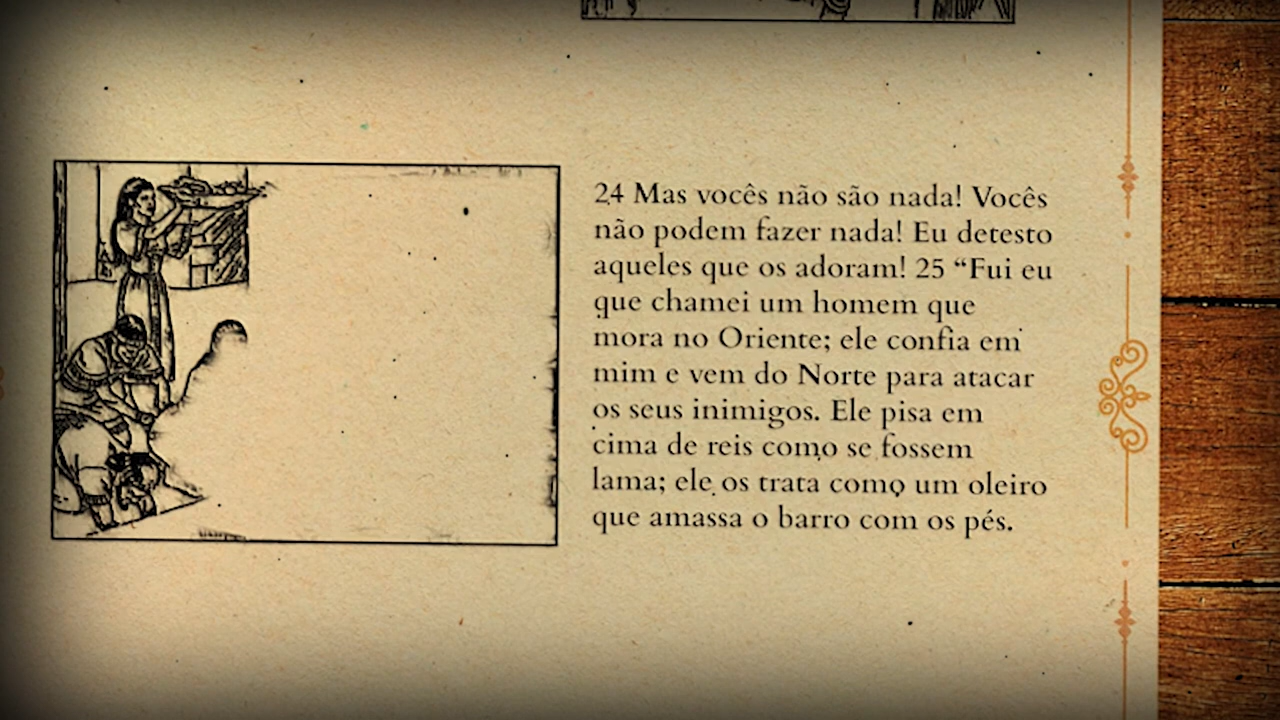 24 Mas vocês não são nada! Vocês
não podem fazer nada! Eu detesto
aqueles que os adoram! 25 “Fui eu
que chamei um homem que
mora no Oriente; ele confia em
mim e vem do Norte para atacar
os seus inimigos. Ele pisa em
cima de reis como se fossem
lama; ele os trata como um oleiro
que amassa o barro com os pés.